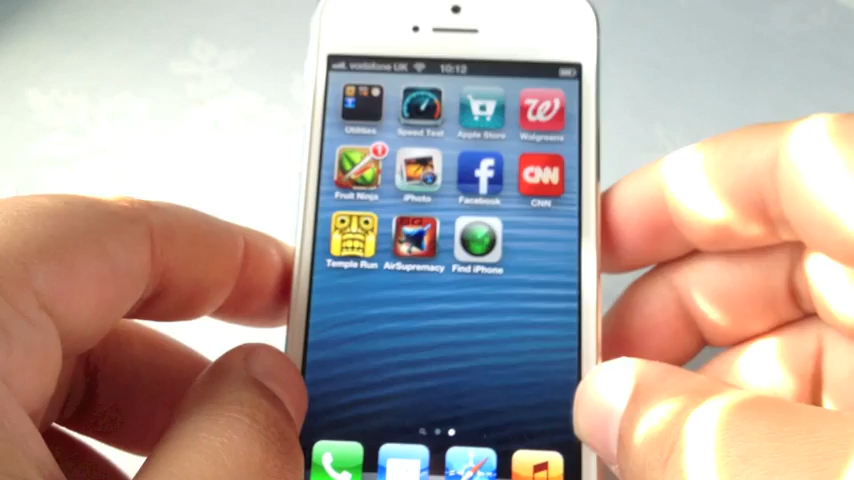 vodafone UK 10:12
Utilities Speed Test Apple Store Walgreens
1
Fruit Ninja iPhoto Facebook CNN
CNN
Temple Run AirSupremacy Find iPhone